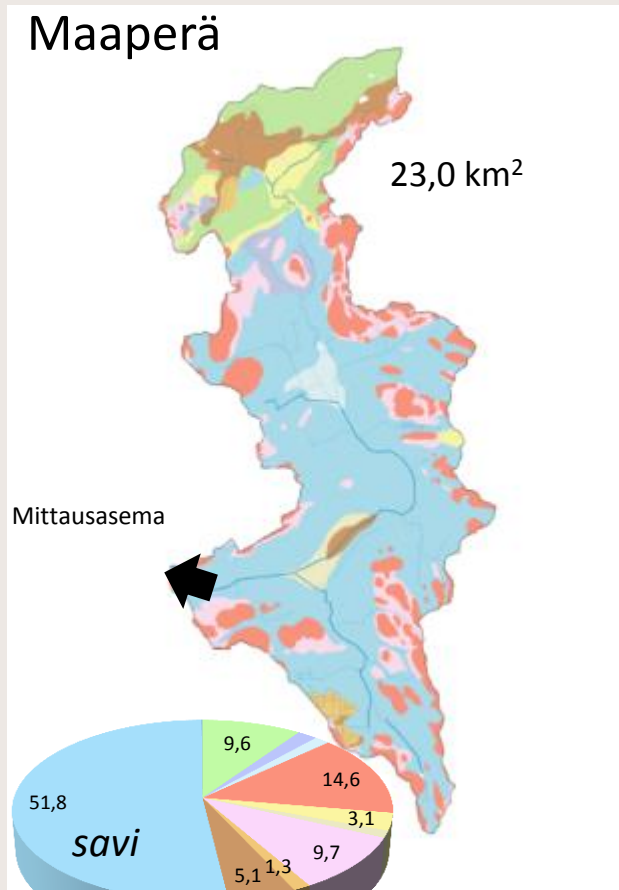 Maaperä
23,0 km²
Mittausasema
9,6
14,6
51,8
3,1
savi
9,7
1,3
5,1